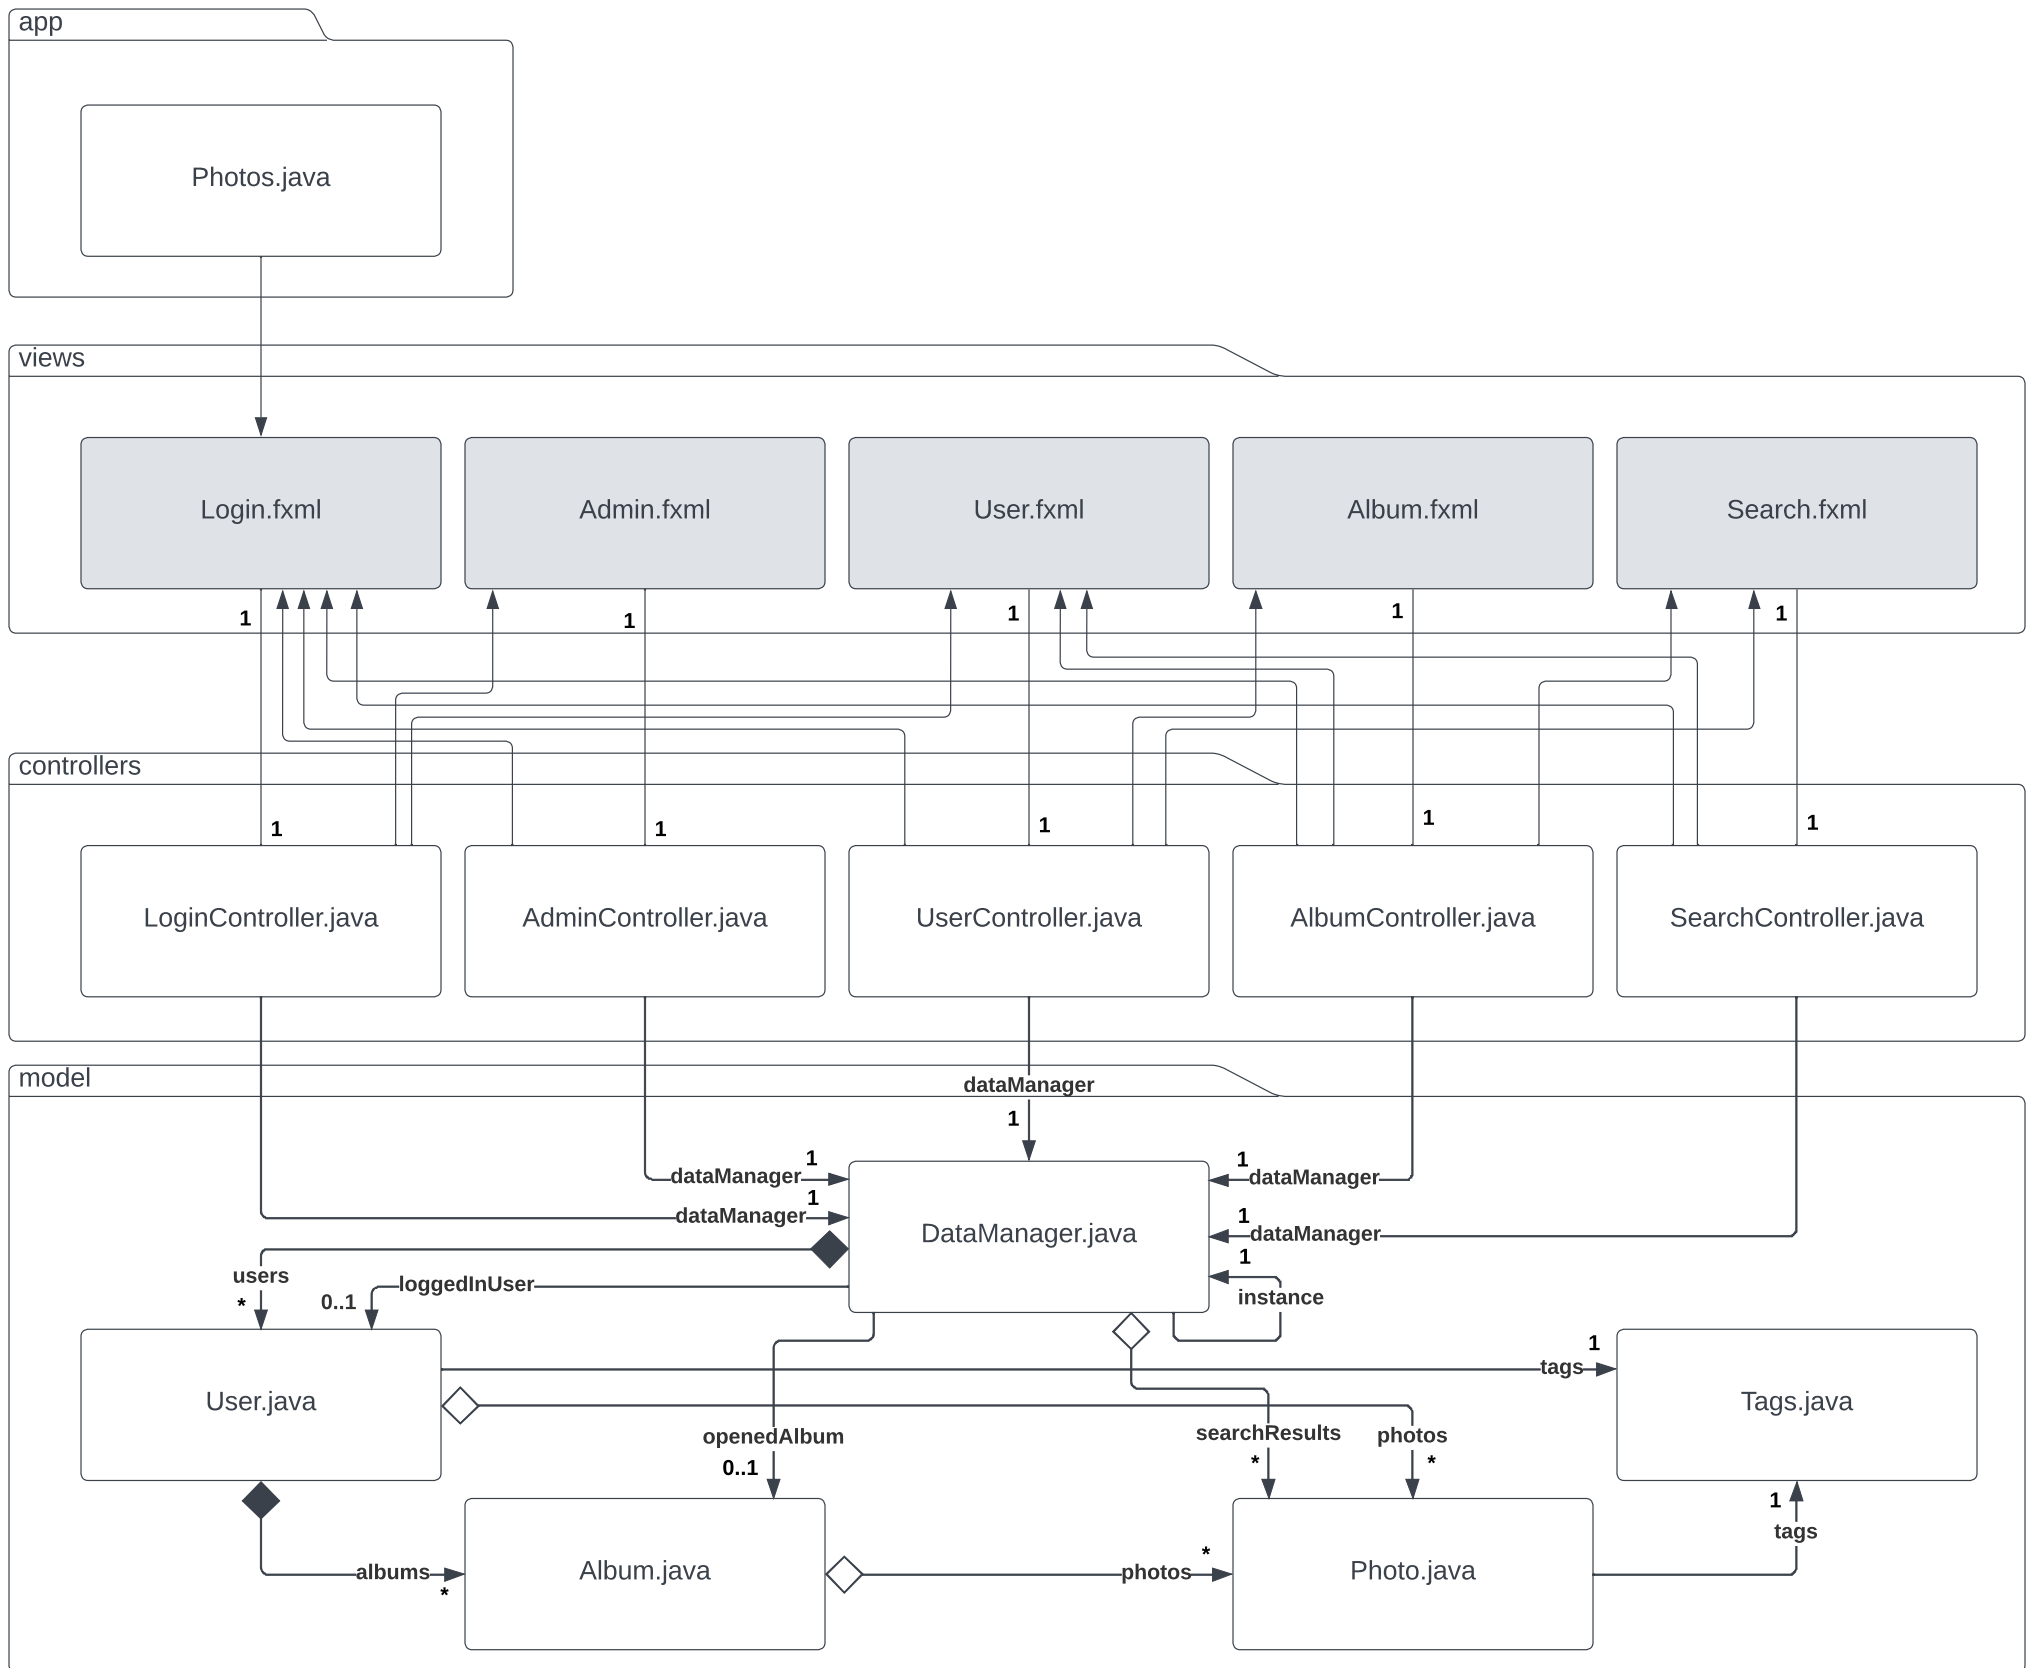 app
Photos.java
views
Login.fxml
Admin.fxml
User.fxml
Album.fxml
Search.fxml
1
1
1
1
1
controllers
1
1
1
1
1
LoginController.java
AdminController.java
UserController.java
AlbumController.java
SearchController.java
model
dataManager
1
1
dataManager
1
dataManager
1
dataManager
1
dataManager
DataManager.java
1
instance
users
*
loggedInUser
0..1
1
tags
User.java
Tags.java
openedAlbum
0..1
searchResults
*
photos
*
1
tags
albums
*
Album.java
photos
*
Photo.java